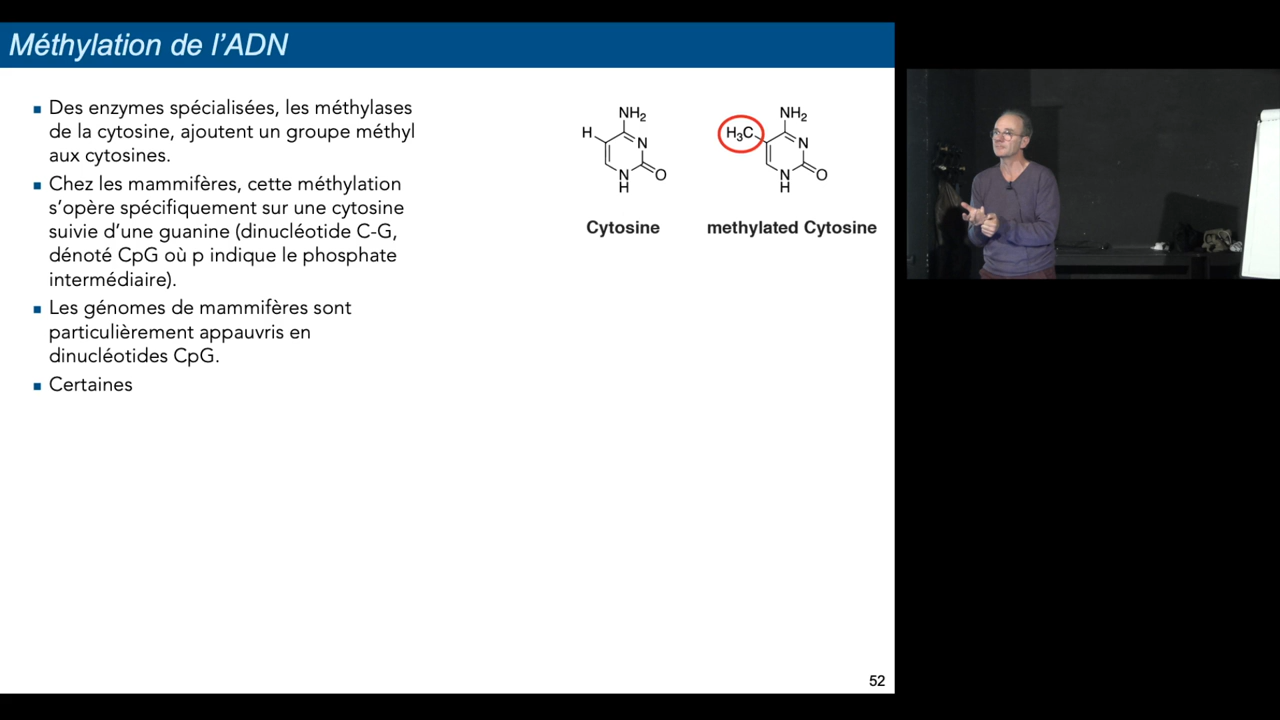 Méthylation de l’ADN
Des enzymes spécialisées, les méthylases
de la cytosine, ajoutent un groupe méthyl
aux cytosines.
Chez les mammifères, cette méthylation
s’opère spécifiquement sur une cytosine
suivie d’une guanine (dinucléotide C-G,
dénoté CpG où p indique le phosphate
intermédiaire).
Les génomes de mammifères sont
particulièrement appauvris en
dinucléotides CpG.
Certaines
NH₂
H
N
O
N
H
Cytosine
NH₂
H₃C
N
O
N
H
methylated Cytosine
52